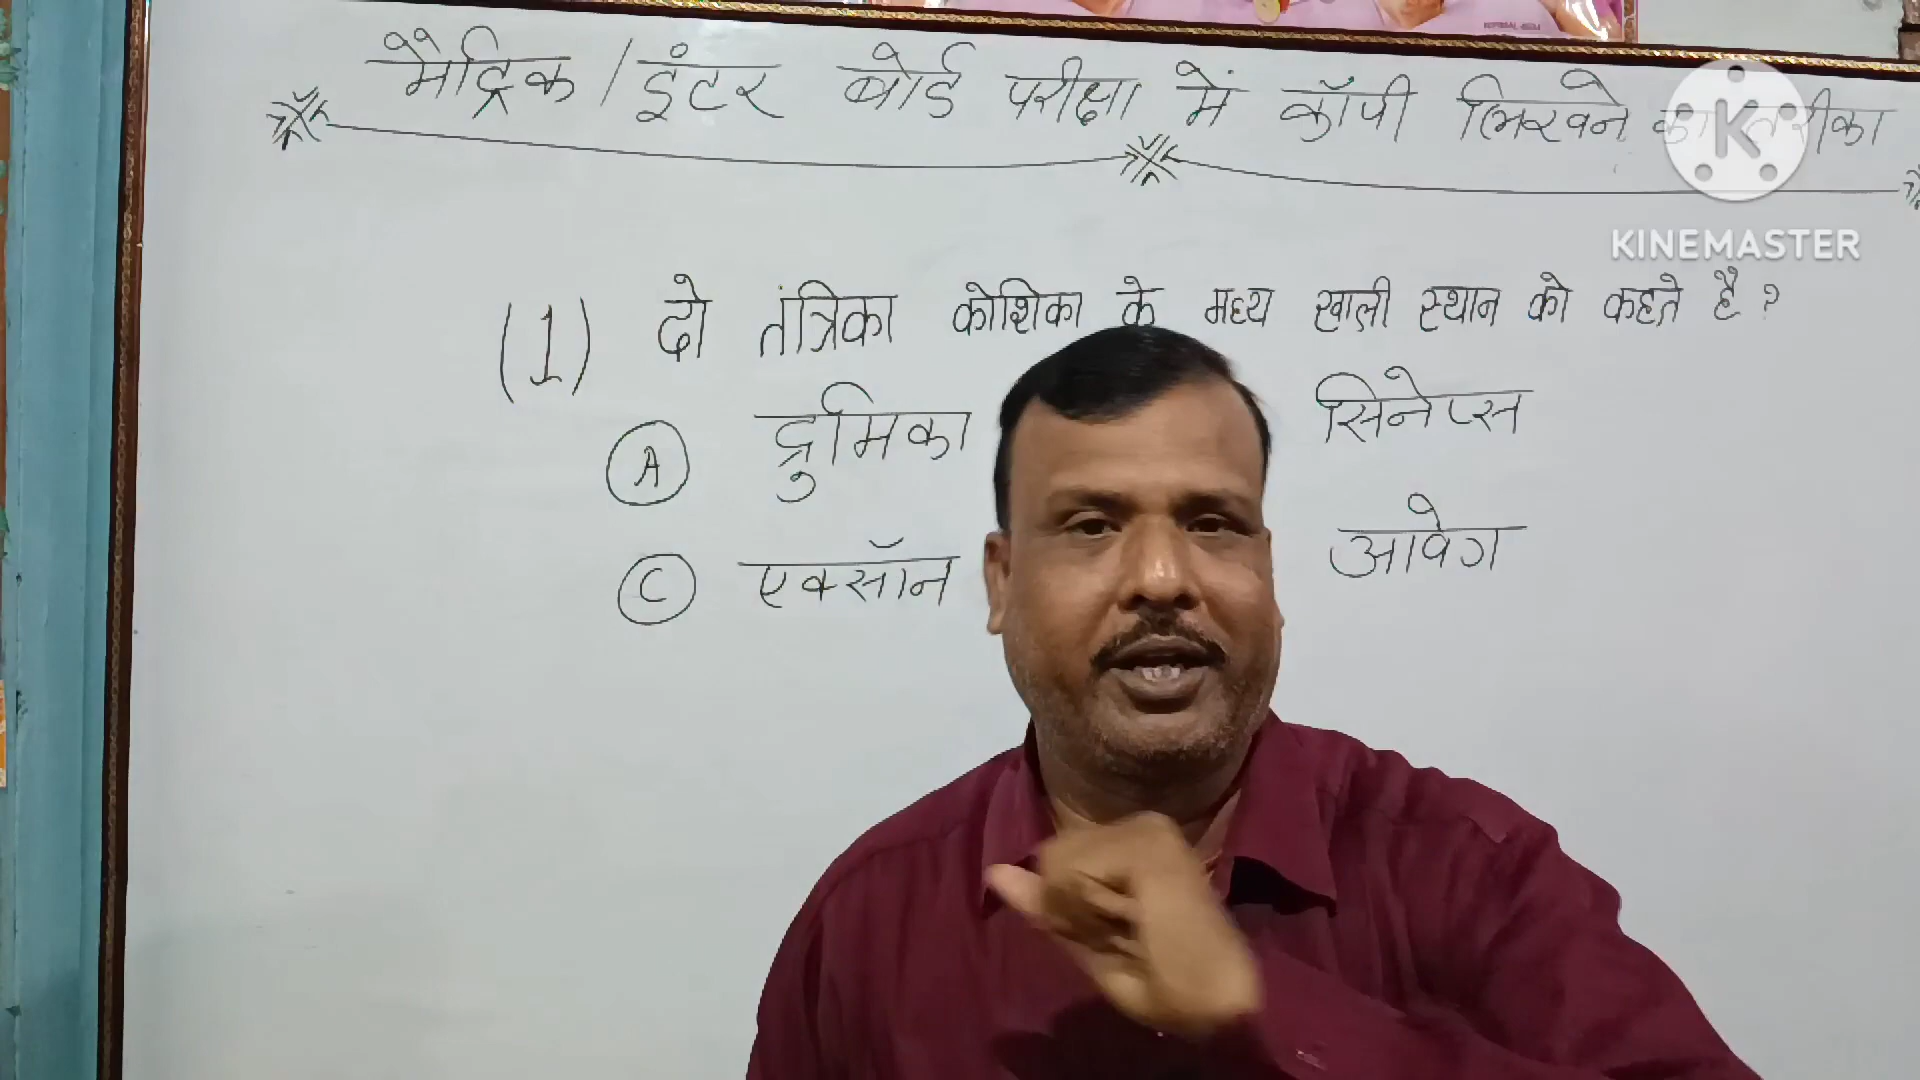 मैट्रिक / इंटर बोर्ड परीक्षा में कॉपी लिखने का तरीका
K
KINEMASTER
(1) दो तंत्रिका कोशिका के मध्य खाली स्थान को कहते है ?
A द्रुमिका सिनेप्स
C एक्सॉन आवेग